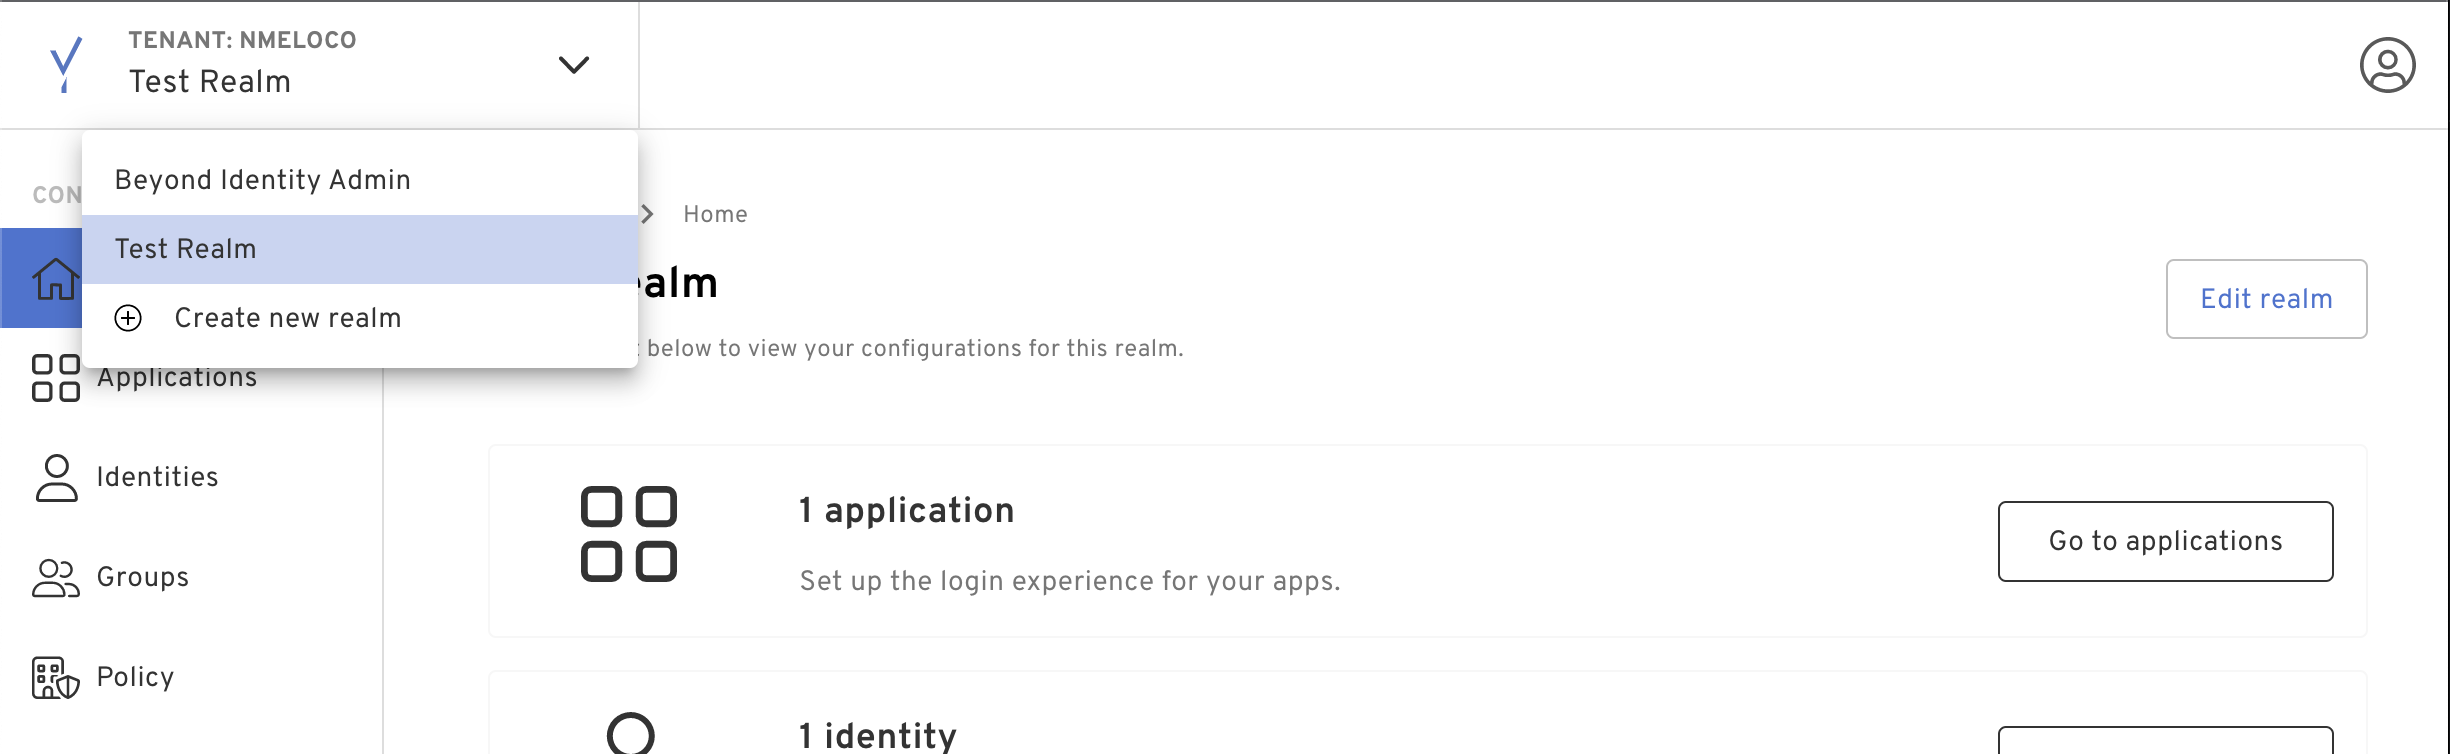 TENANT: NMELOCO
Test Realm
Beyond Identity Admin
Test Realm
Create new realm
CON
Applications
Identities
Groups
Policy
Home
ealm
Edit realm
below to view your configurations for this realm.
1 application
Set up the login experience for your apps.
Go to applications
1 identity